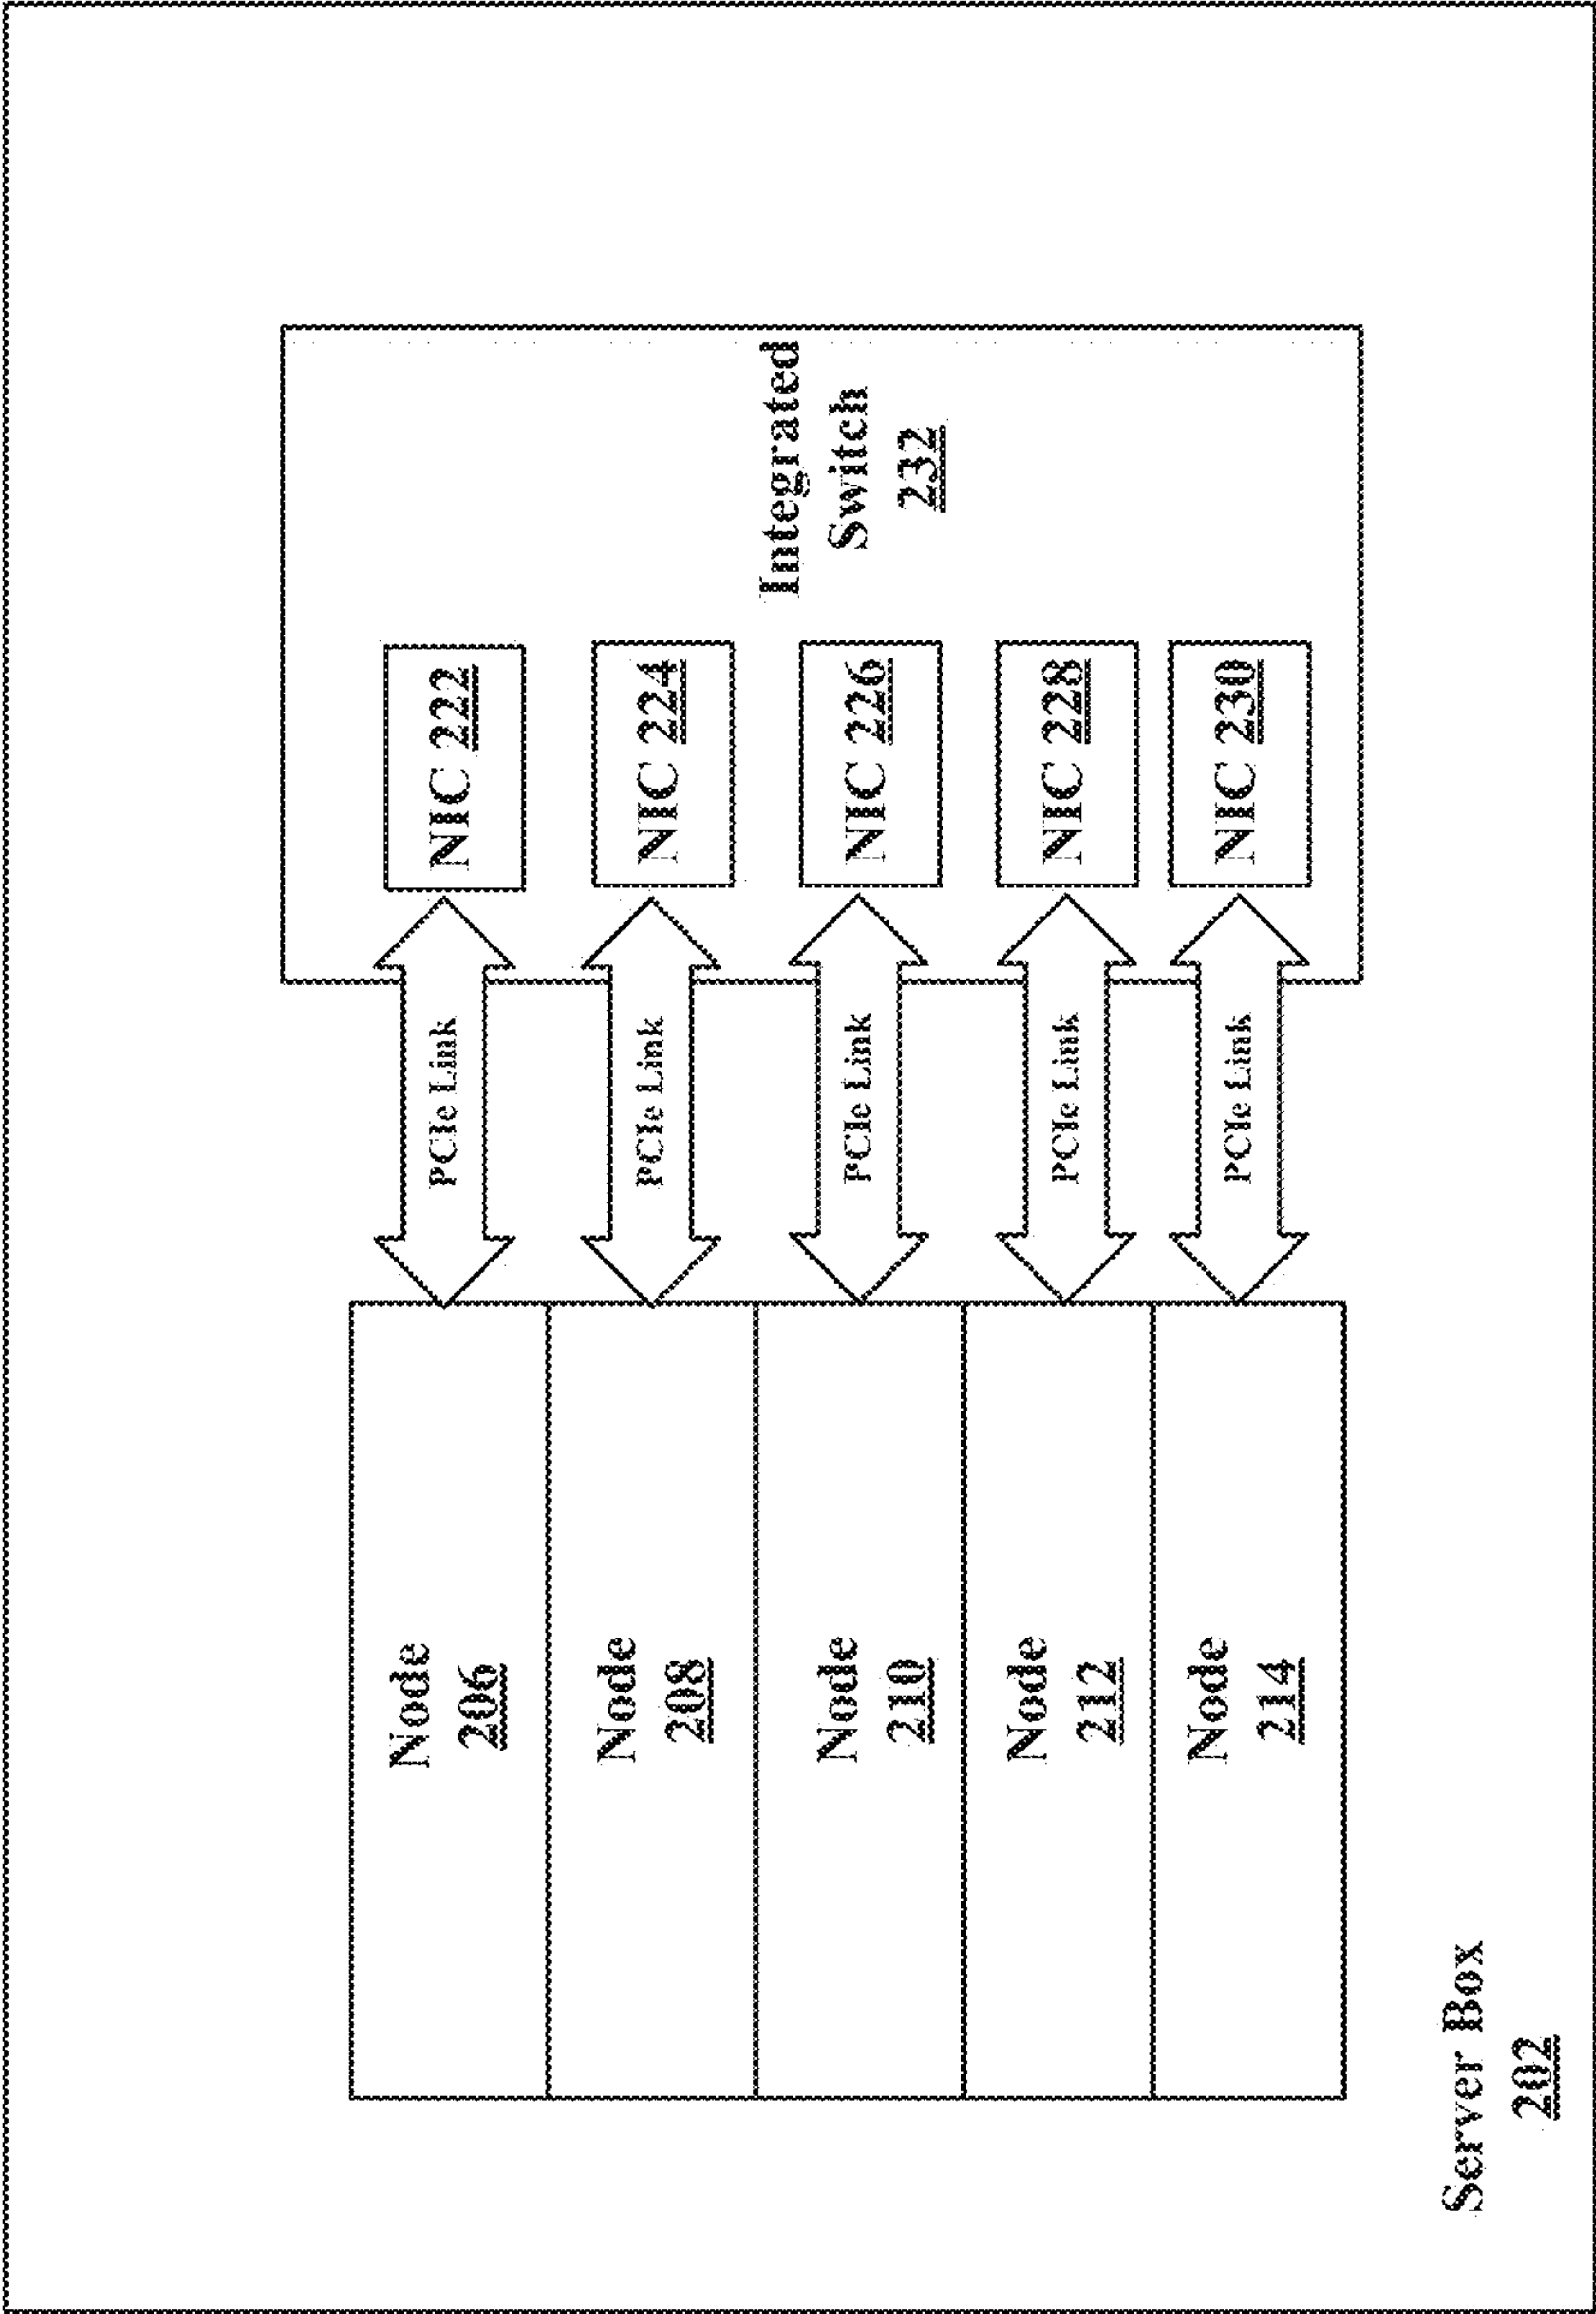 Node
206
PCIe Link
NIC 222
Node
208
PCIe Link
NIC 224
Node
210
PCIe Link
NIC 226
Integrated
Switch
232
Node
212
PCIe Link
NIC 228
Node
214
PCIe Link
NIC 230
Server Box
202